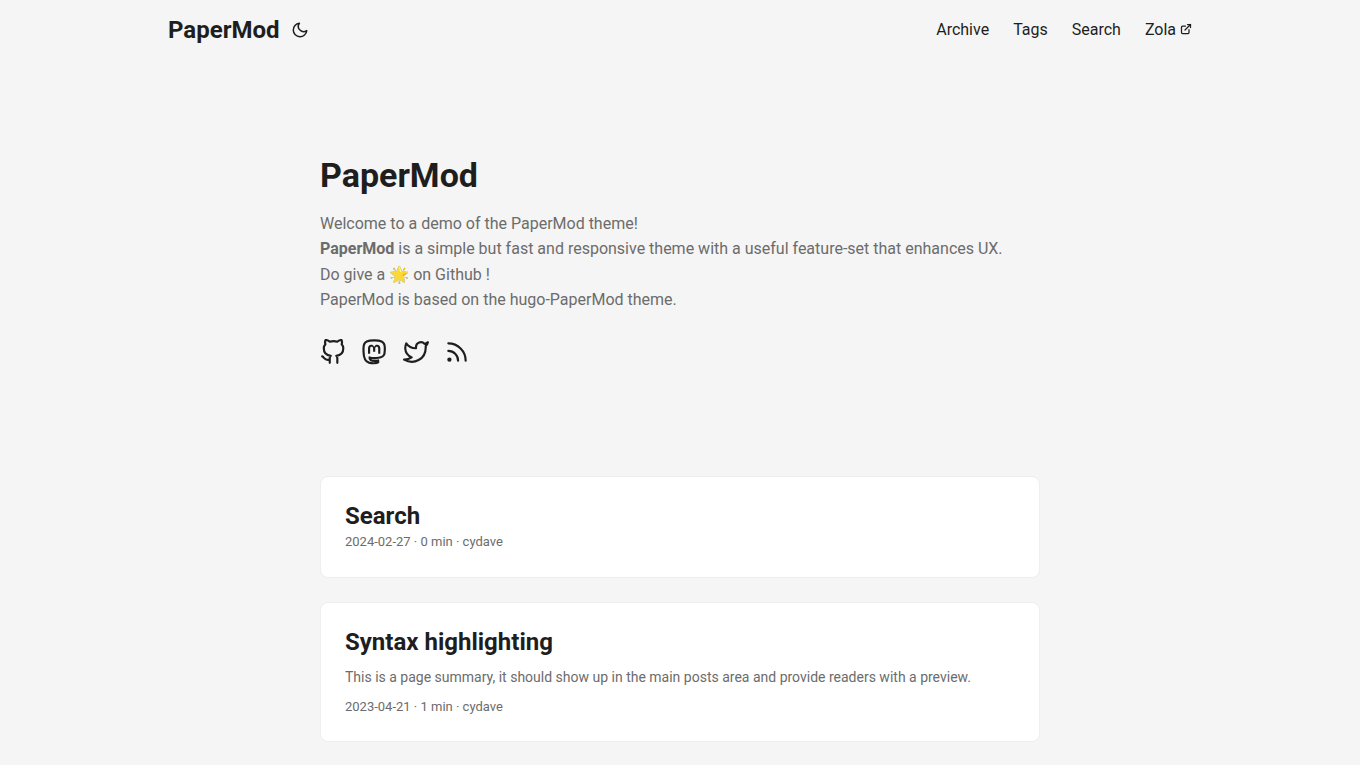 PaperMod
Archive Tags Search Zola
PaperMod
Welcome to a demo of the PaperMod theme!
PaperMod is a simple but fast and responsive theme with a useful feature-set that enhances UX.
Do give a 🌟 on Github !
PaperMod is based on the hugo-PaperMod theme.
Search
2024-02-27 · 0 min · cydave
Syntax highlighting
This is a page summary, it should show up in the main posts area and provide readers with a preview.
2023-04-21 · 1 min · cydave